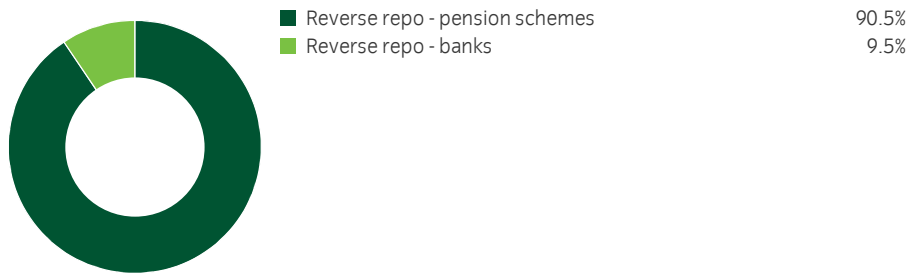 Reverse repo - pension schemes 90.5%
Reverse repo - banks 9.5%